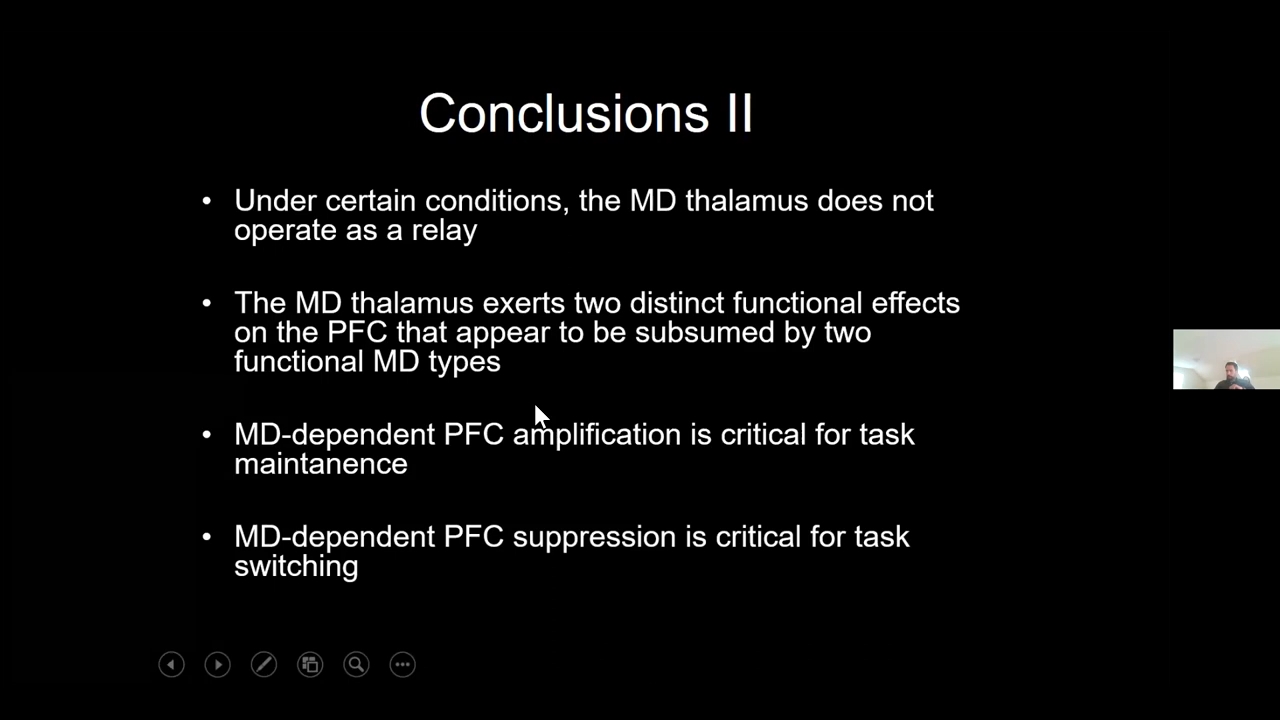 Conclusions II
• Under certain conditions, the MD thalamus does not
operate as a relay
• The MD thalamus exerts two distinct functional effects
on the PFC that appear to be subsumed by two
functional MD types
• MD-dependent PFC amplification is critical for task
maintanence
• MD-dependent PFC suppression is critical for task
switching